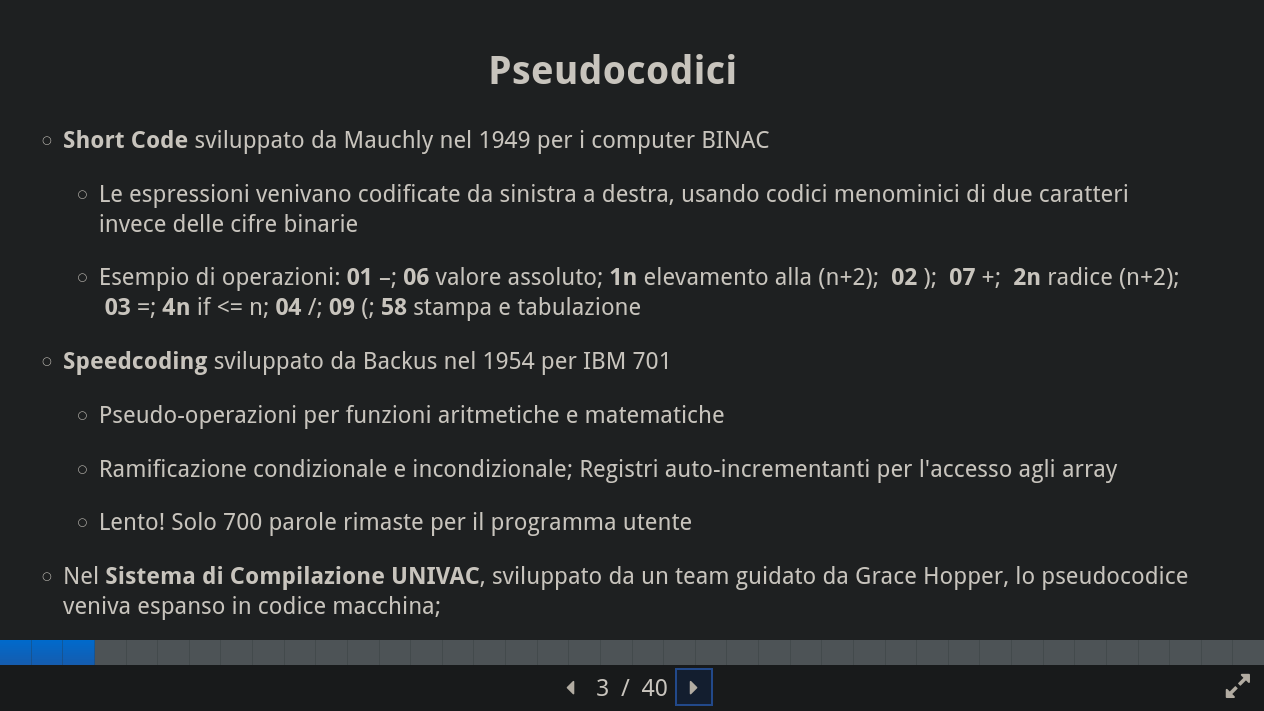 Pseudocodici
Short Code sviluppato da Mauchly nel 1949 per i computer BINAC
Le espressioni venivano codificate da sinistra a destra, usando codici menominici di due caratteri
invece delle cifre binarie
Esempio di operazioni: 01 –; 06 valore assoluto; 1n elevamento alla (n+2);  02 );  07 +;  2n radice (n+2);
03 =; 4n if <= n; 04 /; 09 (; 58 stampa e tabulazione
Speedcoding sviluppato da Backus nel 1954 per IBM 701
Pseudo-operazioni per funzioni aritmetiche e matematiche
Ramificazione condizionale e incondizionale; Registri auto-incrementanti per l'accesso agli array
Lento! Solo 700 parole rimaste per il programma utente
Nel Sistema di Compilazione UNIVAC, sviluppato da un team guidato da Grace Hopper, lo pseudocodice
veniva espanso in codice macchina;
3 / 40